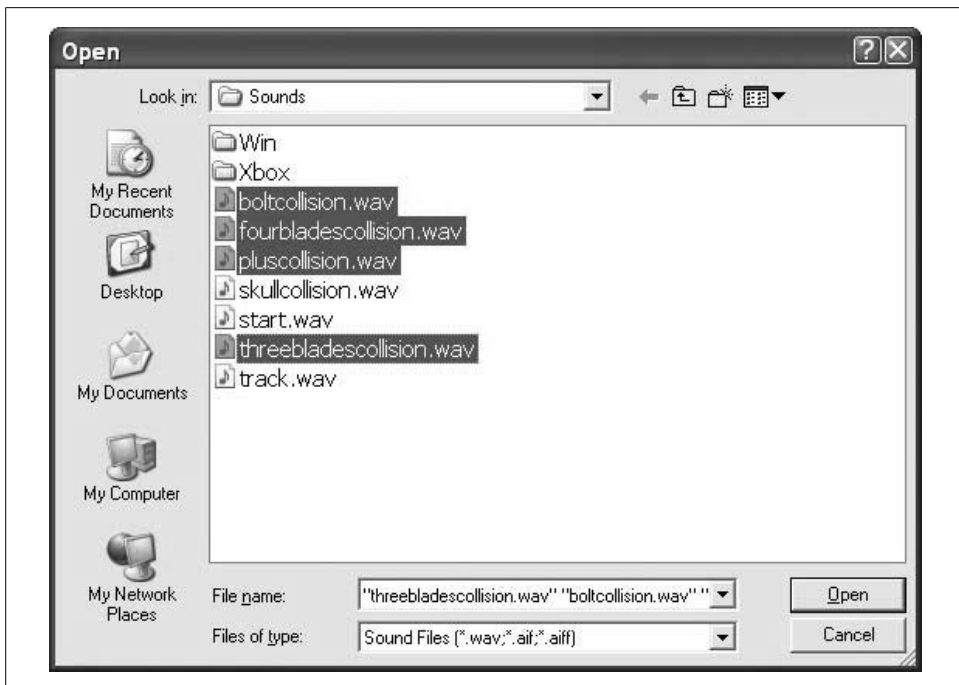 Open
Look in:
Sounds
My Recent
Documents
Desktop
My Documents
My Computer
My Network
Places
Win
Xbox
boltcollision.wav
fourbladescollision.wav
pluscollision.wav
skullcollision.wav
start.wav
threebladescollision.wav
track.wav
File name:
"threebladescollision.wav" "boltcollision.wav" "
Open
Files of type:
Sound Files (*.wav;*.aif;*.aiff)
Cancel